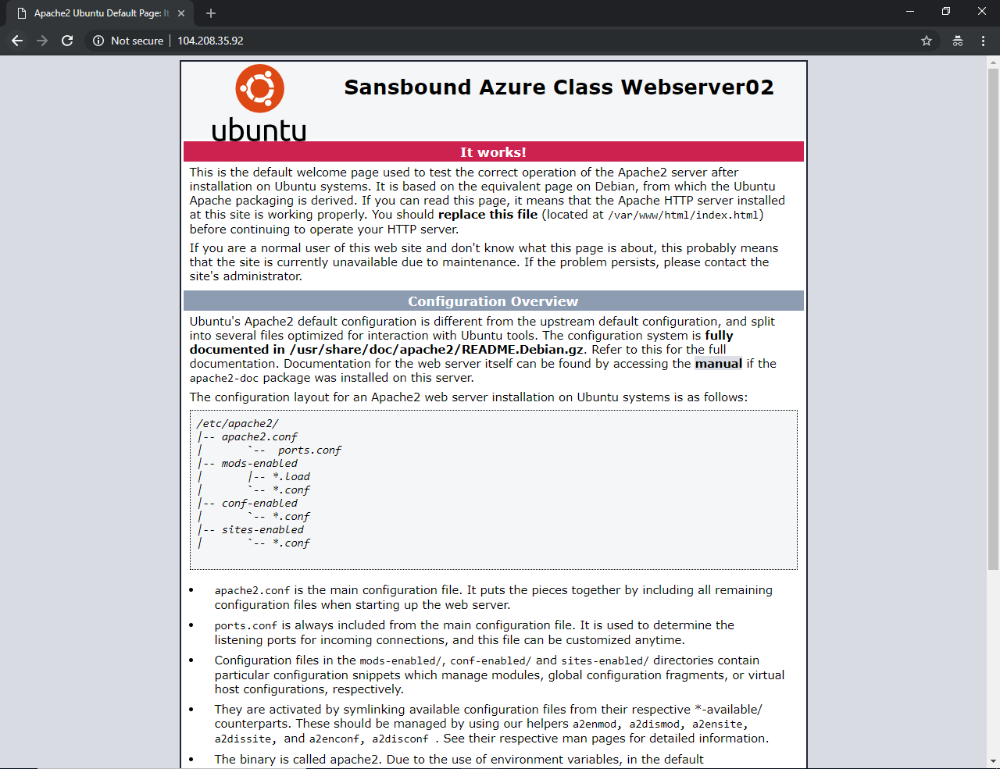 Apache2 Ubuntu Default Page: It
Not secure | 104.208.35.92
ubuntu
Sansbound Azure Class Webserver02
It works!
This is the default welcome page used to test the correct operation of the Apache2 server after
installation on Ubuntu systems. It is based on the equivalent page on Debian, from which the Ubuntu
Apache packaging is derived. If you can read this page, it means that the Apache HTTP server installed
at this site is working properly. You should replace this file (located at /var/www/html/index.html)
before continuing to operate your HTTP server.
If you are a normal user of this web site and don't know what this page is about, this probably means
that the site is currently unavailable due to maintenance. If the problem persists, please contact the
site's administrator.
Configuration Overview
Ubuntu's Apache2 default configuration is different from the upstream default configuration, and split
into several files optimized for interaction with Ubuntu tools. The configuration system is fully
documented in /usr/share/doc/apache2/README.Debian.gz. Refer to this for the full
documentation. Documentation for the web server itself can be found by accessing the manual if the
apache2-doc package was installed on this server.
The configuration layout for an Apache2 web server installation on Ubuntu systems is as follows:
/etc/apache2/
|-- apache2.conf
|       `--  ports.conf
|-- mods-enabled
|       |-- *.load
|       `-- *.conf
|-- conf-enabled
|       `-- *.conf
|-- sites-enabled
|       `-- *.conf
• apache2.conf is the main configuration file. It puts the pieces together by including all remaining
configuration files when starting up the web server.
• ports.conf is always included from the main configuration file. It is used to determine the
listening ports for incoming connections, and this file can be customized anytime.
• Configuration files in the mods-enabled/, conf-enabled/ and sites-enabled/ directories contain
particular configuration snippets which manage modules, global configuration fragments, or virtual
host configurations, respectively.
• They are activated by symlinking available configuration files from their respective *-available/
counterparts. These should be managed by using our helpers a2enmod, a2dismod, a2ensite,
a2dissite, and a2enconf, a2disconf . See their respective man pages for detailed information.
• The binary is called apache2. Due to the use of environment variables, in the default